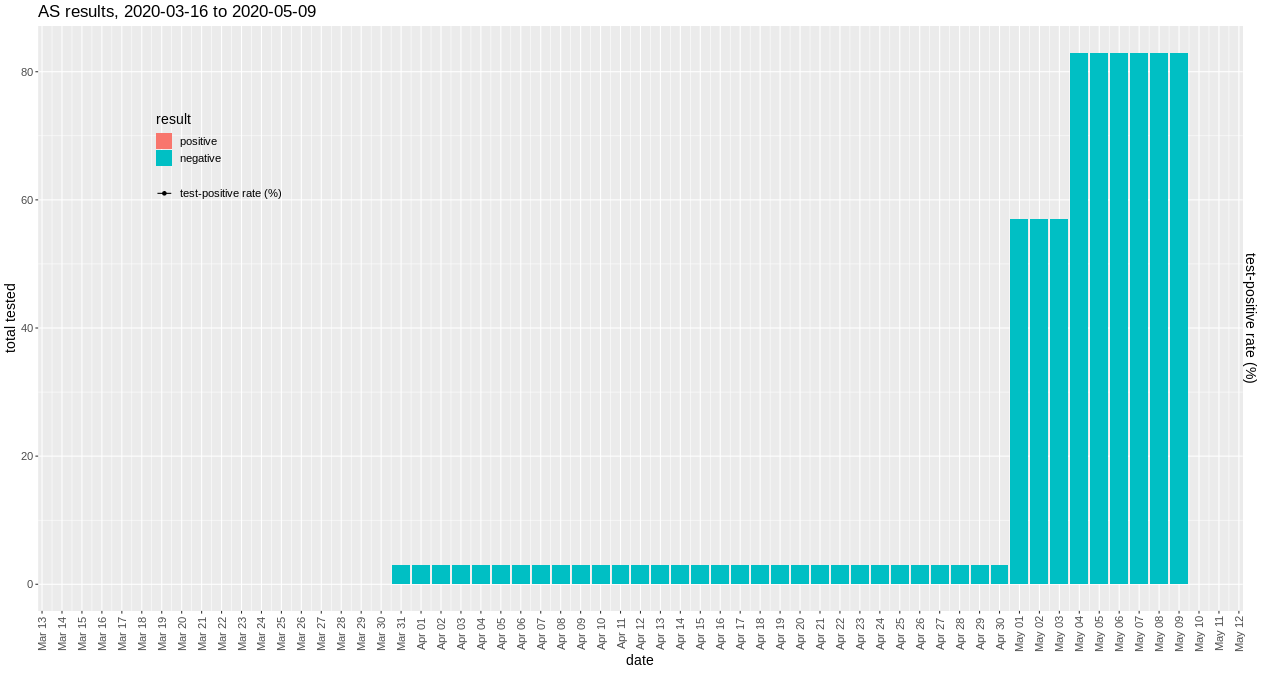 AS results, 2020-03-16 to 2020-05-09
80
60
40
20
0
total tested
result
positive
negative
test-positive rate (%)
test-positive rate (%)
Mar 13
Mar 14
Mar 15
Mar 16
Mar 17
Mar 18
Mar 19
Mar 20
Mar 21
Mar 22
Mar 23
Mar 24
Mar 25
Mar 26
Mar 27
Mar 28
Mar 29
Mar 30
Mar 31
Apr 01
Apr 02
Apr 03
Apr 04
Apr 05
Apr 06
Apr 07
Apr 08
Apr 09
Apr 10
Apr 11
Apr 12
Apr 13
Apr 14
Apr 15
Apr 16
Apr 17
Apr 18
Apr 19
Apr 20
Apr 21
Apr 22
Apr 23
Apr 24
Apr 25
Apr 26
Apr 27
Apr 28
Apr 29
Apr 30
May 01
May 02
May 03
May 04
May 05
May 06
May 07
May 08
May 09
May 10
May 11
May 12
date